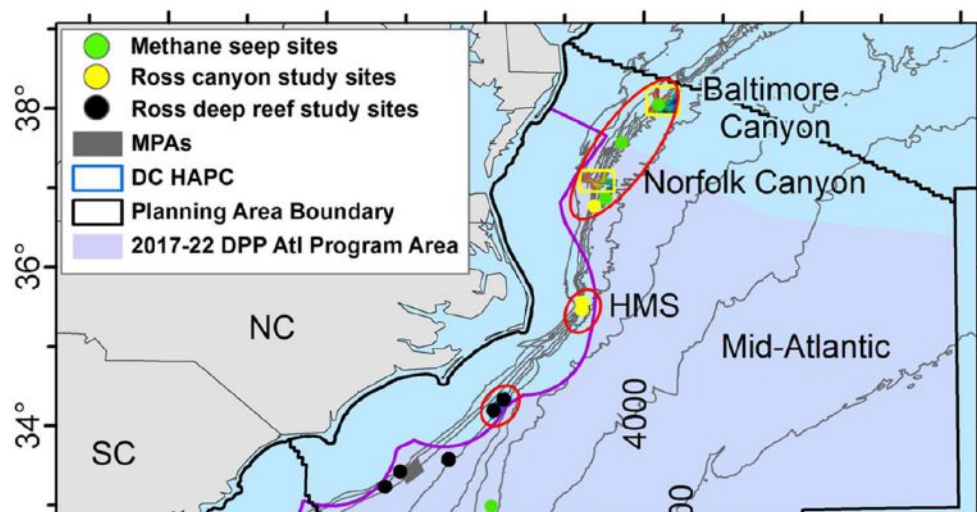 Methane seep sites
Ross canyon study sites
Ross deep reef study sites
MPAs
DC HAPC
Planning Area Boundary
2017-22 DPP Atl Program Area
38°
36°
34°
Baltimore
Canyon
Norfolk Canyon
HMS
NC
Mid-Atlantic
SC
4000
00